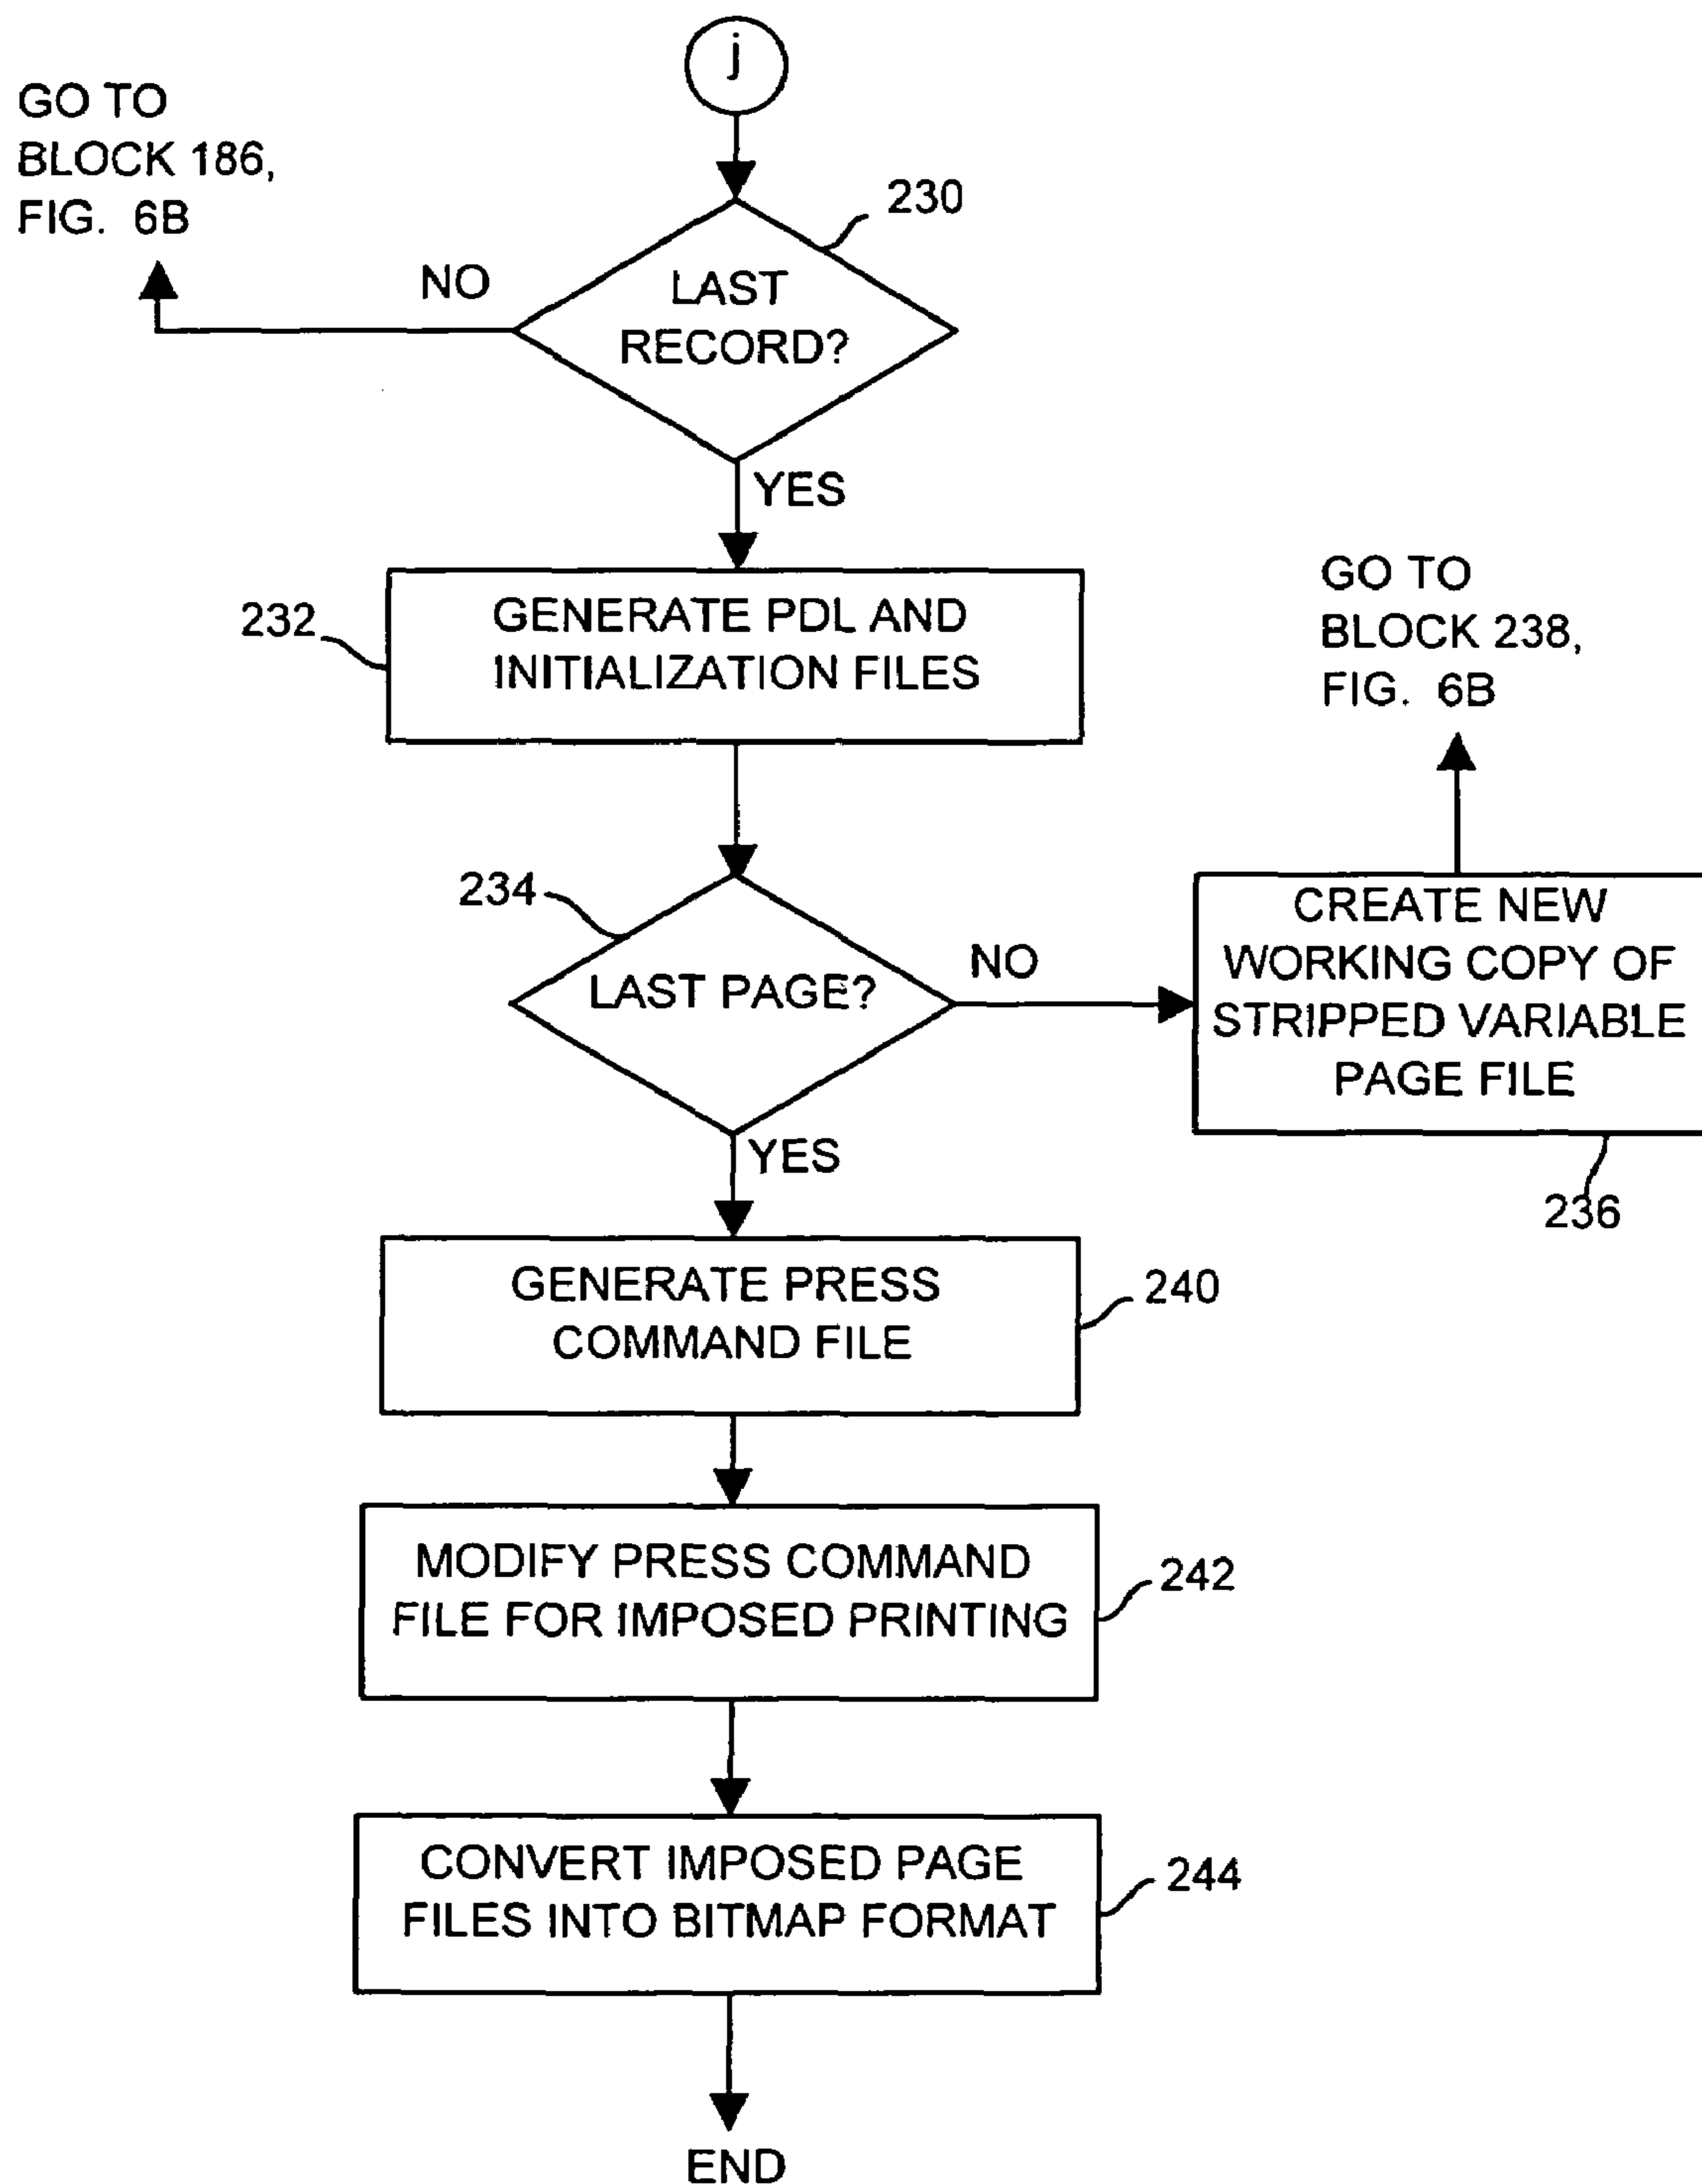 j
GO TO
BLOCK 186,
FIG. 6B
230
NO
LAST
RECORD?
YES
232
GENERATE PDL AND
INITIALIZATION FILES
GO TO
BLOCK 238,
FIG. 6B
234
LAST PAGE?
NO
CREATE NEW
WORKING COPY OF
STRIPPED VARIABLE
PAGE FILE
236
YES
GENERATE PRESS
COMMAND FILE
240
MODIFY PRESS COMMAND
FILE FOR IMPOSED PRINTING
242
CONVERT IMPOSED PAGE
FILES INTO BITMAP FORMAT
244
END